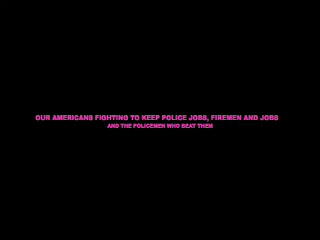 OUR AMERICANS FIGHTING TO KEEP POLICE JOBS, FIREMEN AND JOBS
AND THE POLICEMEN WHO BEAT THEM